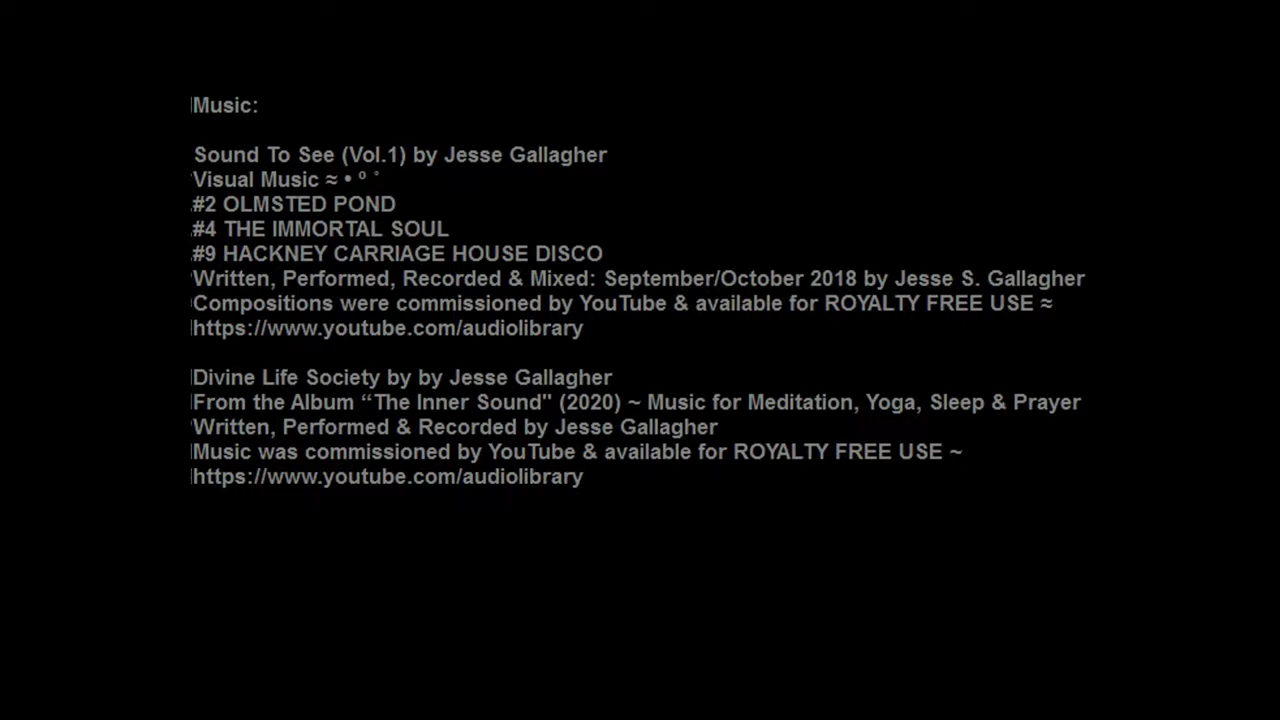 Music:
Sound To See (Vol.1) by Jesse Gallagher
Visual Music ≈ • º ˚
#2 OLMSTED POND
#4 THE IMMORTAL SOUL
#9 HACKNEY CARRIAGE HOUSE DISCO
Written, Performed, Recorded & Mixed: September/October 2018 by Jesse S. Gallagher
Compositions were commissioned by YouTube & available for ROYALTY FREE USE ≈
https://www.youtube.com/audiolibrary
Divine Life Society by by Jesse Gallagher
From the Album “The Inner Sound" (2020) ~ Music for Meditation, Yoga, Sleep & Prayer
Written, Performed & Recorded by Jesse Gallagher
Music was commissioned by YouTube & available for ROYALTY FREE USE ~
https://www.youtube.com/audiolibrary